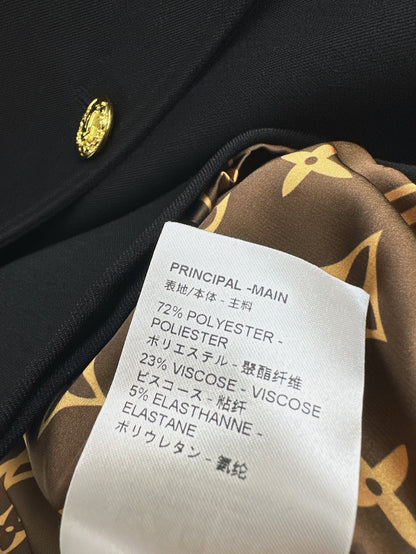 PRINCIPAL -MAIN
表地/本体 - 主料
72% POLYESTER -
POLIESTER
ポリエステル - 聚酯纤维
23% VISCOSE - VISCOSE
ビスコース - 粘纤
5% ELASTHANNE -
ELASTANE
ポリウレタン - 氨纶